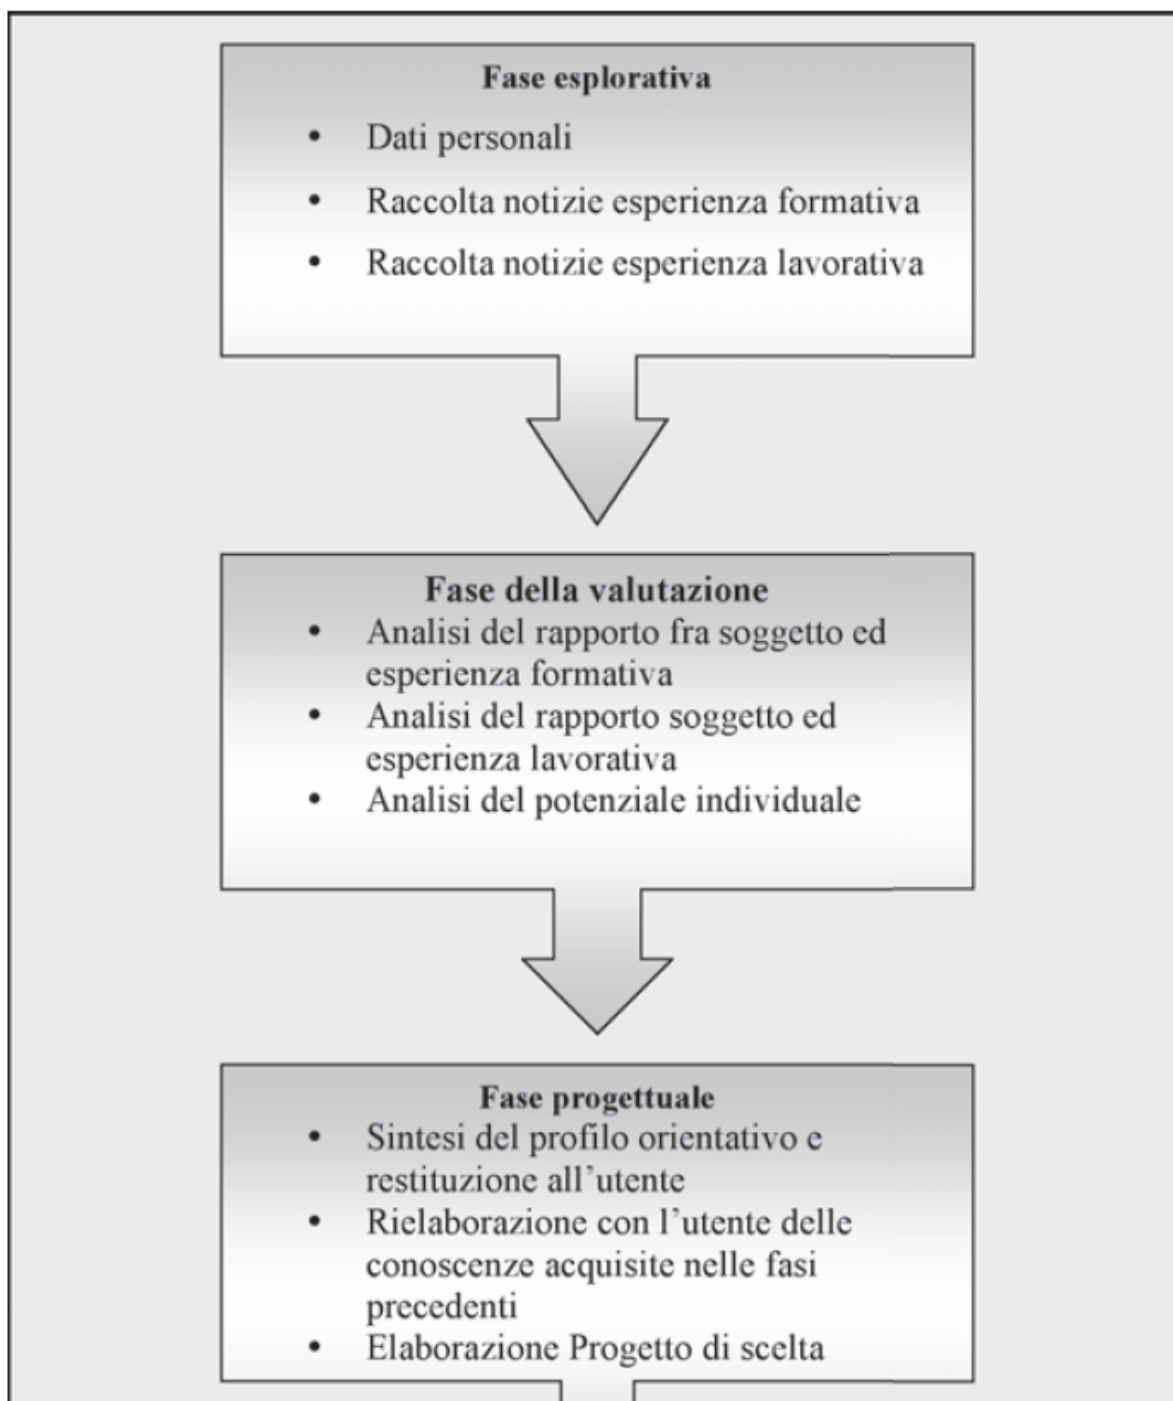 Fase esplorativa
• Dati personali
• Raccolta notizie esperienza formativa
• Raccolta notizie esperienza lavorativa
Fase della valutazione
• Analisi del rapporto fra soggetto ed
esperienza formativa
• Analisi del rapporto soggetto ed
esperienza lavorativa
• Analisi del potenziale individuale
Fase progettuale
• Sintesi del profilo orientativo e
restituzione all’utente
• Rielaborazione con l’utente delle
conoscenze acquisite nelle fasi
precedenti
• Elaborazione Progetto di scelta